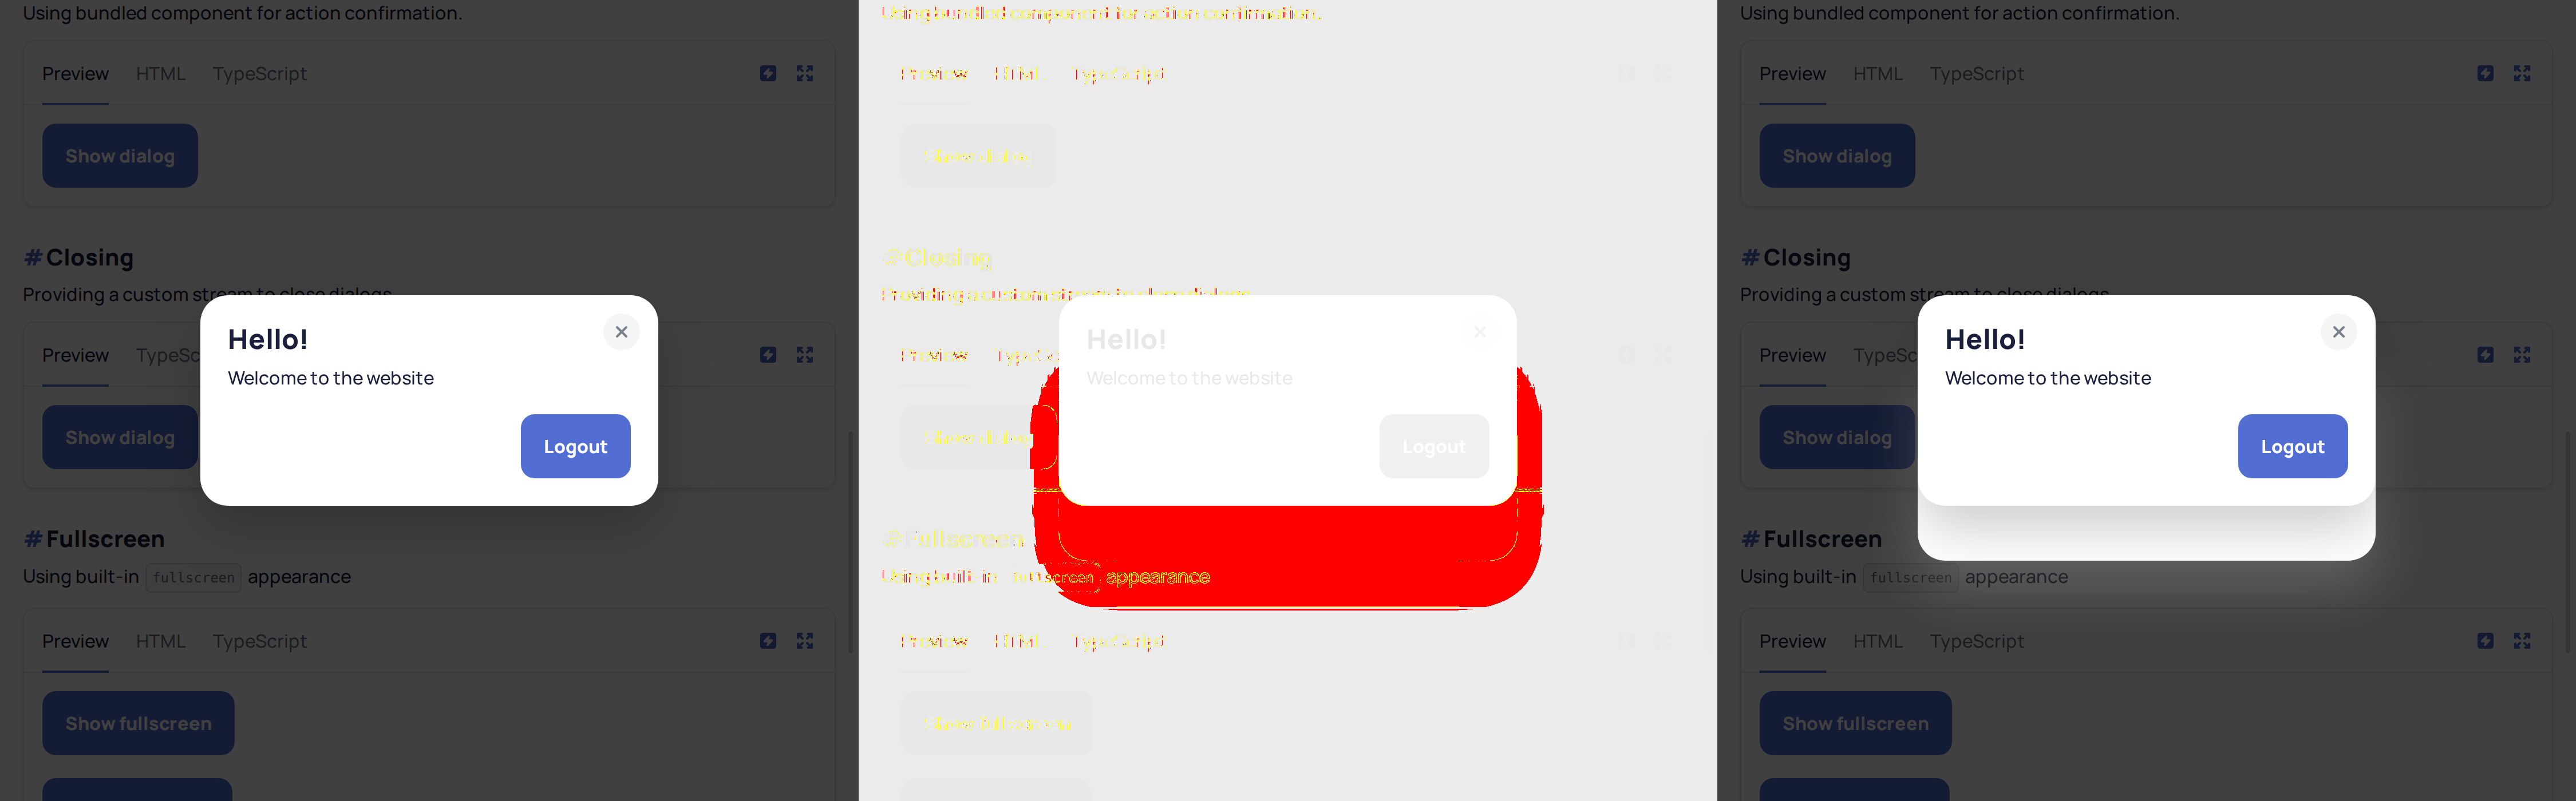 Using bundled component for action confirmation.
Preview HTML TypeScript
Show dialog
#Closing
Providing a custom stream to close dialogs
Hello!
Preview TypeSc
Welcome to the website
Show dialog
Logout
#Fullscreen
Using built-in fullscreen appearance
Preview HTML TypeScript
Show fullscreen
Using bundled component for action confirmation.
Preview HTML TypeScript
Show dialog
#Closing
Providing a custom stream to close dialogs
Hello!
Preview TypeSc
Welcome to the website
Show dialog
Logout
#Fullscreen
Using built-in fullscreen appearance
Preview HTML TypeScript
Show fullscreen
Using bundled component for action confirmation.
Preview HTML TypeScript
Show dialog
#Closing
Providing a custom stream to close dialogs
Hello!
Preview TypeSc
Welcome to the website
Show dialog
Logout
#Fullscreen
Using built-in fullscreen appearance
Preview HTML TypeScript
Show fullscreen